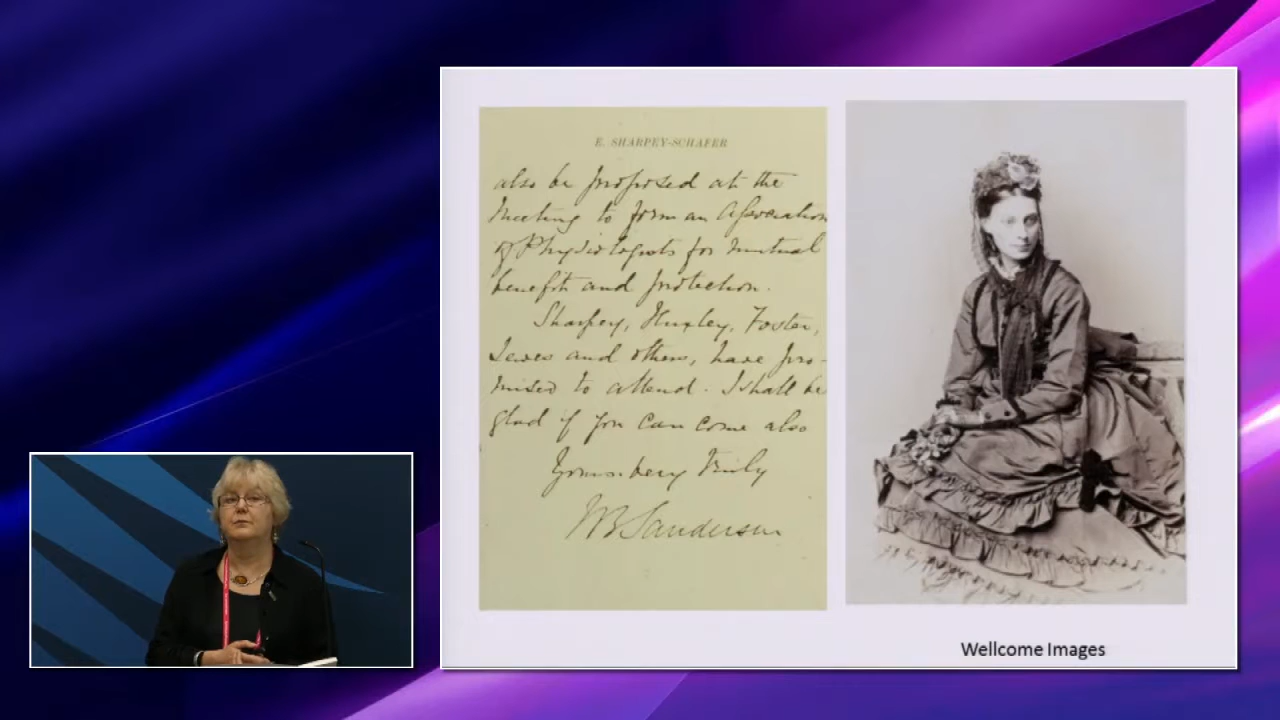 E. SHARPEY-SCHAFER
also be proposed at the
Meeting to form an Association
of Physiologists for mutual
benefit and protection.
Sharpey, Huxley, Foster,
Lewes and others, have pro-
mised to attend. I shall be
glad if you can come also
Yours very truly
JBSanderson
Wellcome Images